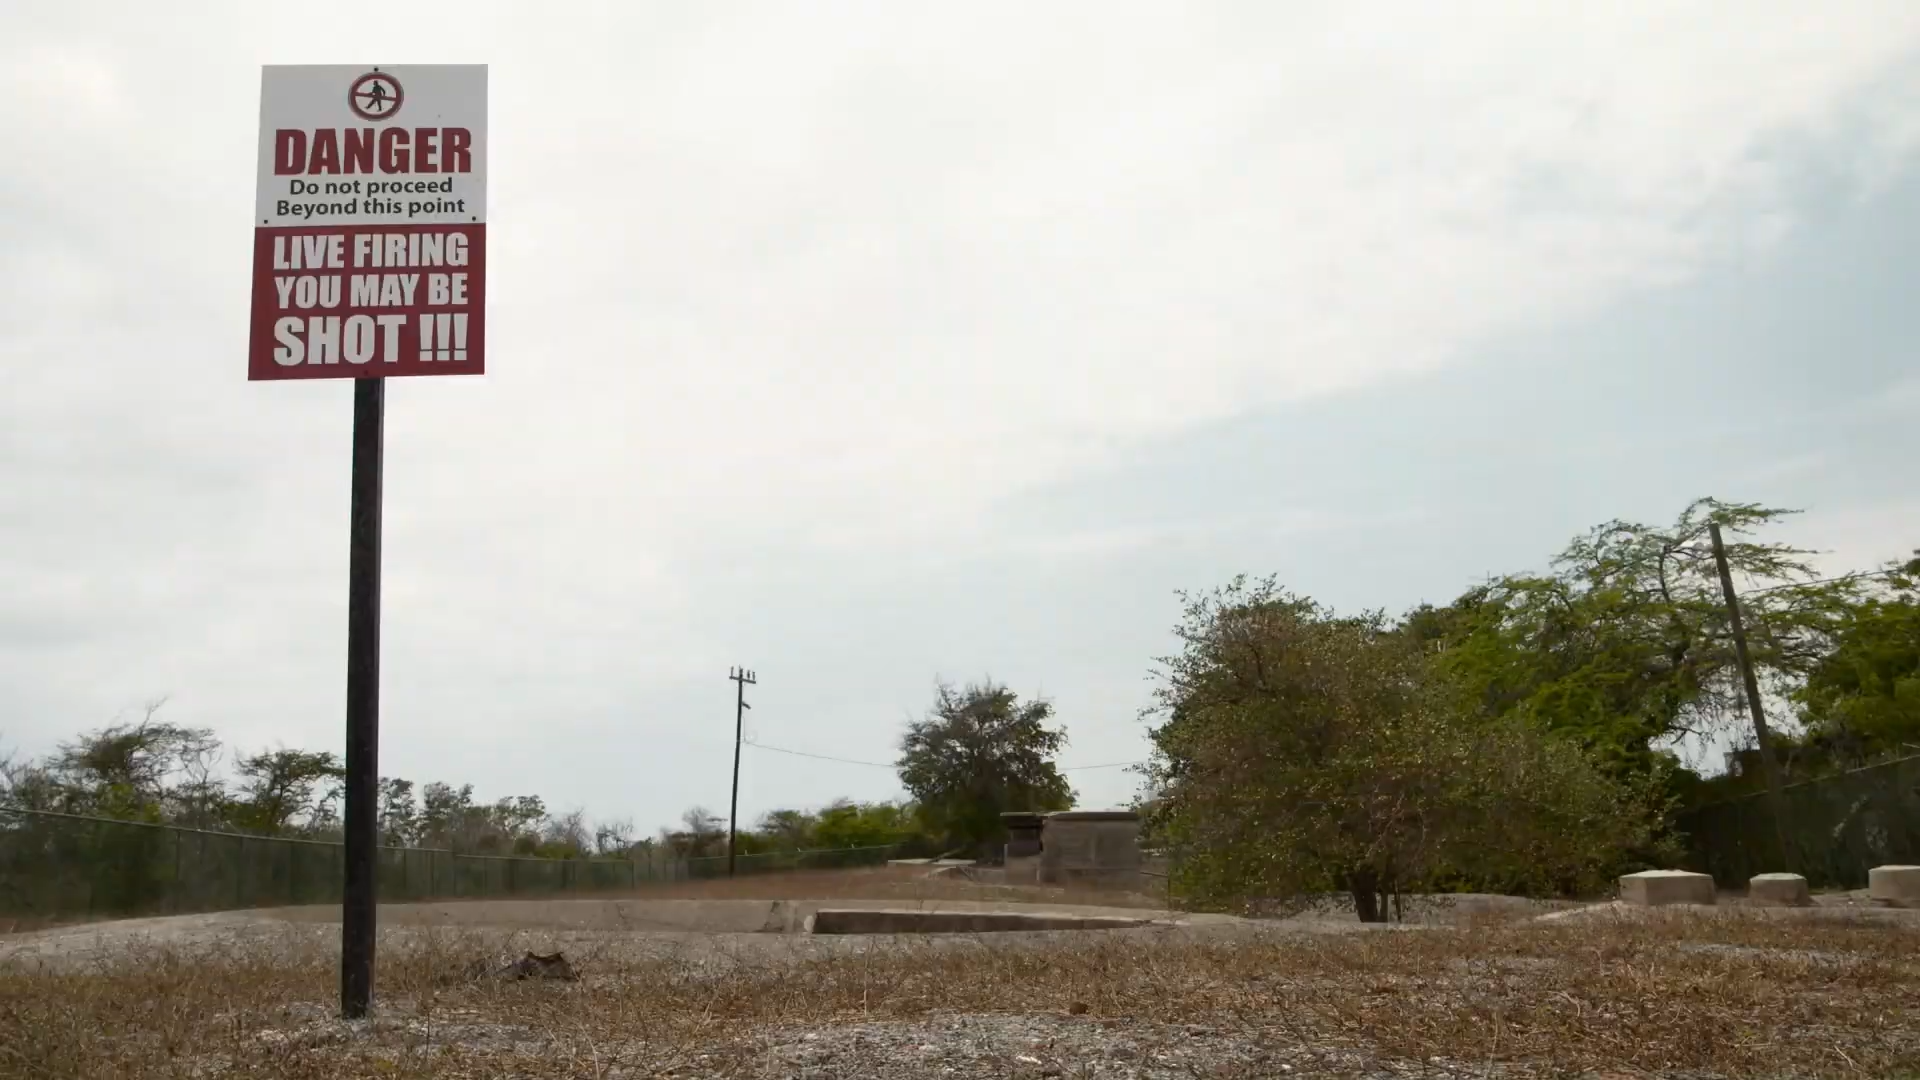 DANGER
Do not proceed
Beyond this point
LIVE FIRING
YOU MAY BE
SHOT !!!